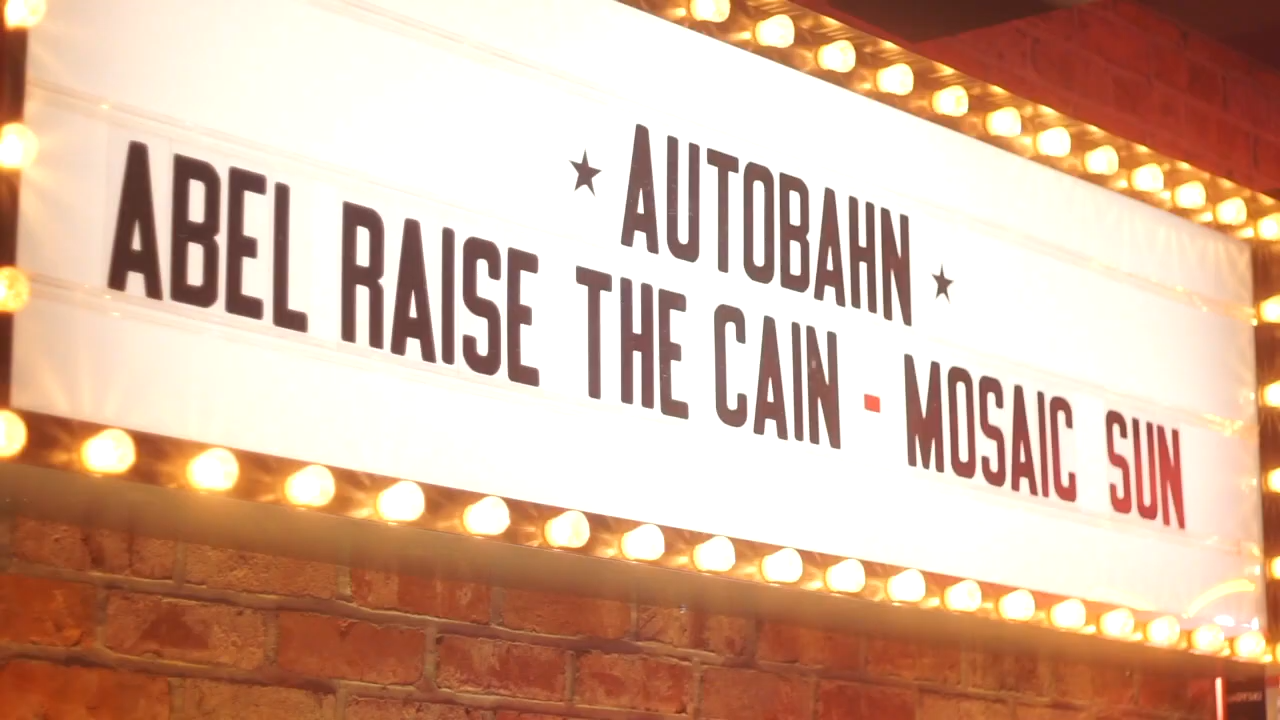 ★ AUTOBAHN ★
ABEL RAISE THE CAIN - MOSAIC SUN